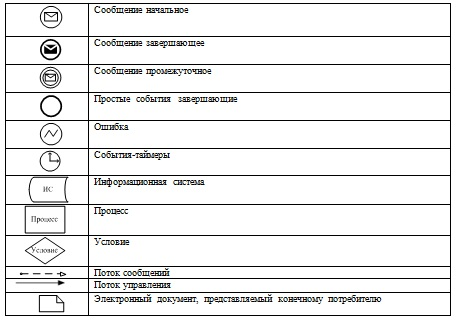 Сообщение начальное
Сообщение завершающее
Сообщение промежуточное
Простые события завершающие
Ошибка
События-таймеры
ИС Информационная система
Процесс Процесс
Условие Условие
Поток сообщений
Поток управления
Электронный документ, представляемый конечному потребителю